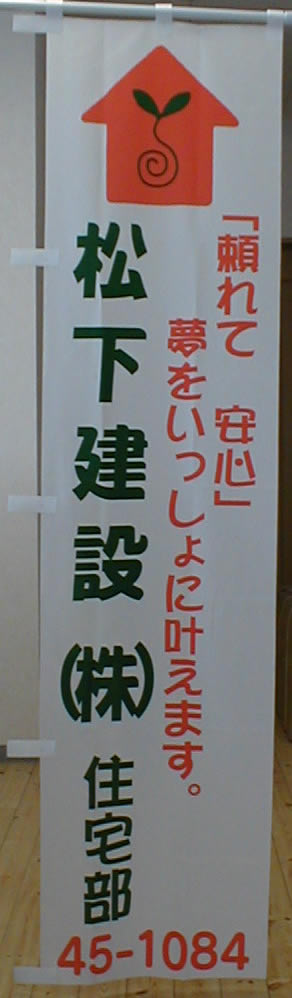 「頼れて 安心」
夢をいっしょに叶えます。
松下建設(株)住宅部
45-1084